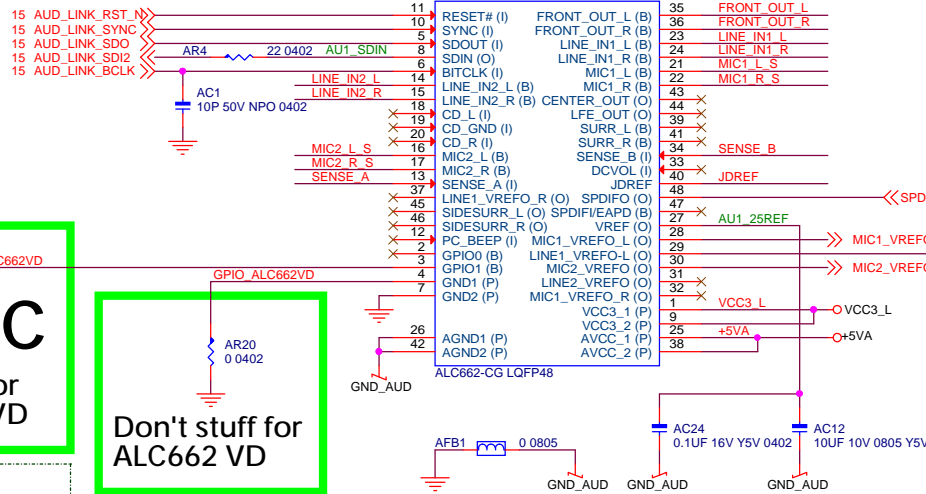 15 AUD_LINK_RST_N
15 AUD_LINK_SYNC
15 AUD_LINK_SDO
15 AUD_LINK_SDI2
15 AUD_LINK_BCLK
AR4
22 0402
AU1_SDIN
AC1
10P 50V NPO 0402
LINE_IN2_L
LINE_IN2_R
MIC2_L_S
MIC2_R_S
SENSE_A
11 RESET# (I)
10 SYNC (I)
5 SDOUT (I)
8 SDIN (O)
6 BITCLK (I)
14 LINE_IN2_L (B)
15 LINE_IN2_R (B)
18 CD_L (I)
19 CD_GND (I)
20 CD_R (I)
16 MIC2_L (B)
17 MIC2_R (B)
13 SENSE_A (I)
37 LINE1_VREFO_R (O)
45 SIDESURR_L (O)
46 SIDESURR_R (O)
12 PC_BEEP (I)
2 GPIO0 (B)
3 GPIO1 (B)
4 GND1 (P)
7 GND2 (P)
26 AGND1 (P)
42 AGND2 (P)
FRONT_OUT_L (B) 35 FRONT_OUT_L
FRONT_OUT_R (B) 36 FRONT_OUT_R
LINE_IN1_L (B) 23 LINE_IN1_L
LINE_IN1_R (B) 24 LINE_IN1_R
MIC1_L (B) 21 MIC1_L_S
MIC1_R (B) 22 MIC1_R_S
CENTER_OUT (O) 43
LFE_OUT (O) 44
SURR_L (B) 39
SURR_R (B) 41
SENSE_B (I) 34 SENSE_B
DCVOL (I) 33
JDREF 40 JDREF
SPDIFO (O) 48 SPD
SPDIFI/EAPD (B) 47
VREF (O) 27 AU1_25REF
MIC1_VREFO_L (O) 28 MIC1_VREFO
LINE1_VREFO-L (O) 29
MIC2_VREFO (O) 30 MIC2_VREFO
LINE2_VREFO (O) 31
MIC1_VREFO_R (O) 32
VCC3_1 (P) 1 VCC3_L
VCC3_2 (P) 9
VCC3_L
AVCC_1 (P) 25 +5VA
AVCC_2 (P) 38
+5VA
ALC662-CG LQFP48
C662VD
GPIO_ALC662VD
C
or
VD
AR20
0 0402
Don't stuff for
ALC662 VD
GND_AUD
AFB1
0 0805
GND_AUD
AC24
0.1UF 16V Y5V 0402
GND_AUD
AC12
10UF 10V 0805 Y5V
GND_AUD